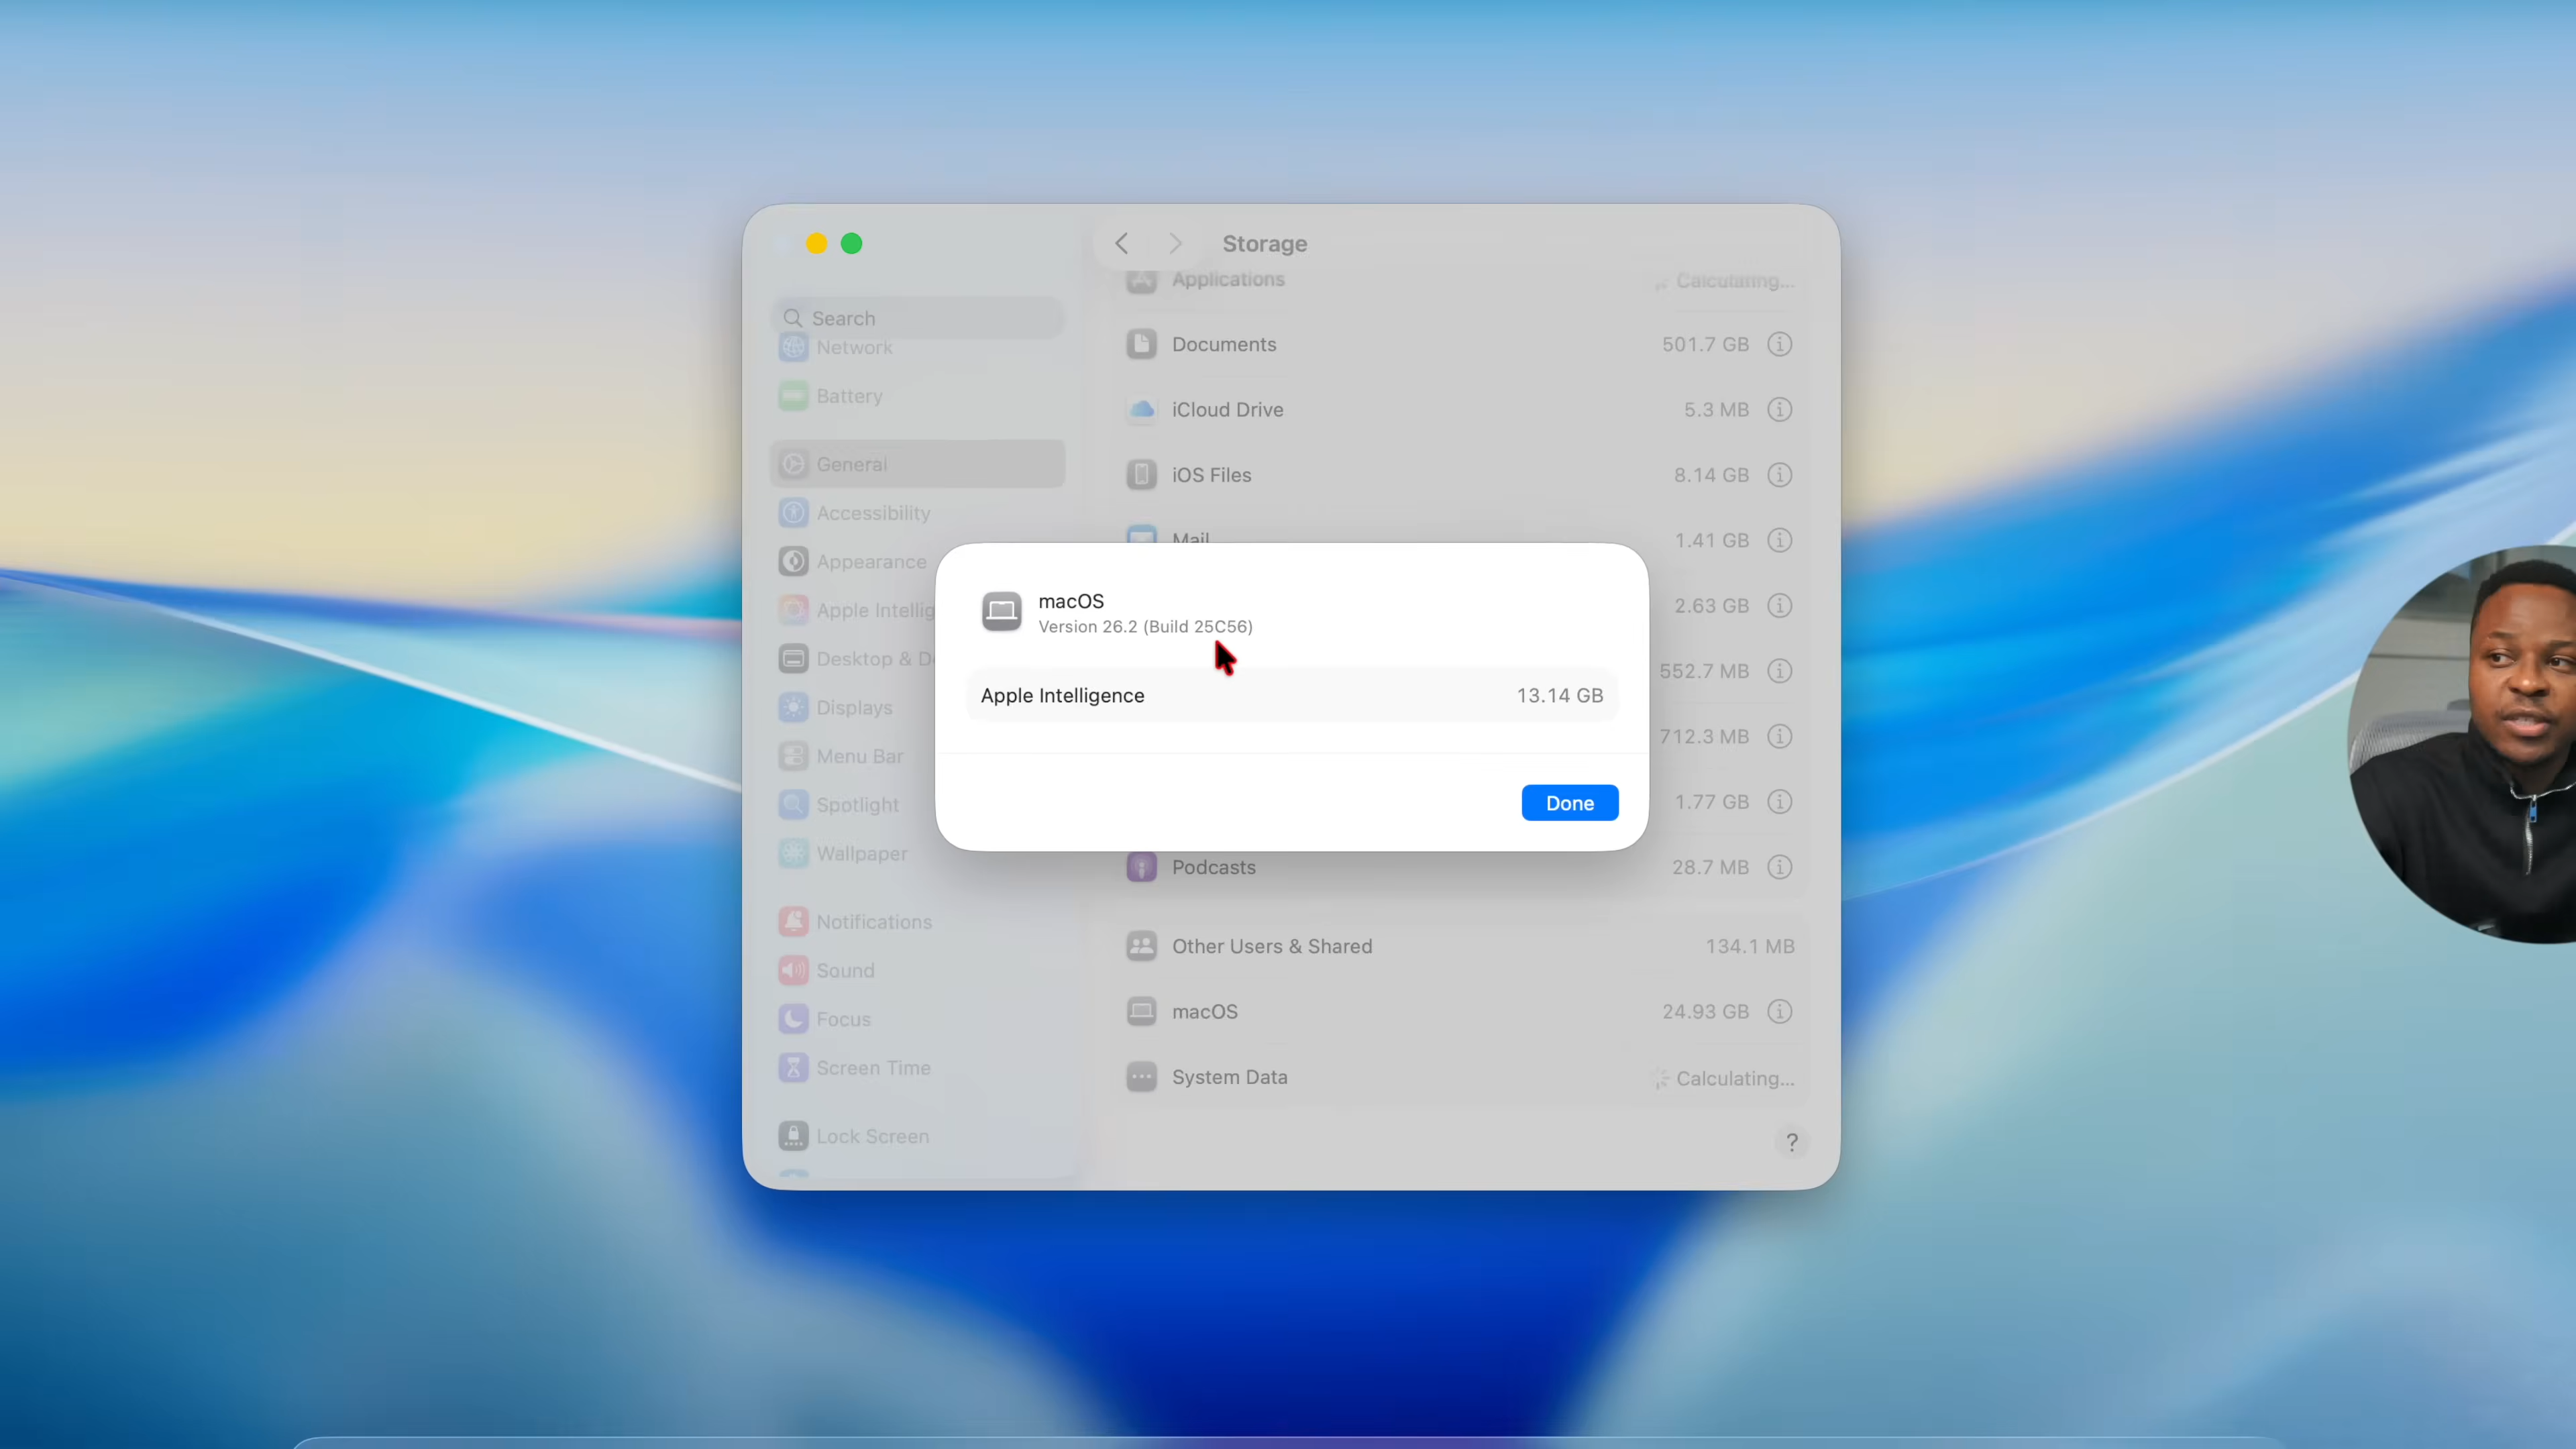 Storage
Search
Network
Battery
General
Accessibility
Appearance
Apple Intellig
Desktop & D
Displays
Menu Bar
Spotlight
Wallpaper
Notifications
Sound
Focus
Screen Time
Lock Screen
Applications Calculating...
Documents 501.7 GB
iCloud Drive 5.3 MB
iOS Files 8.14 GB
Mail 1.41 GB
2.63 GB
552.7 MB
712.3 MB
1.77 GB
Podcasts 28.7 MB
Other Users & Shared 134.1 MB
macOS 24.93 GB
System Data Calculating...
?
macOS
Version 26.2 (Build 25C56)
Apple Intelligence 13.14 GB
Done